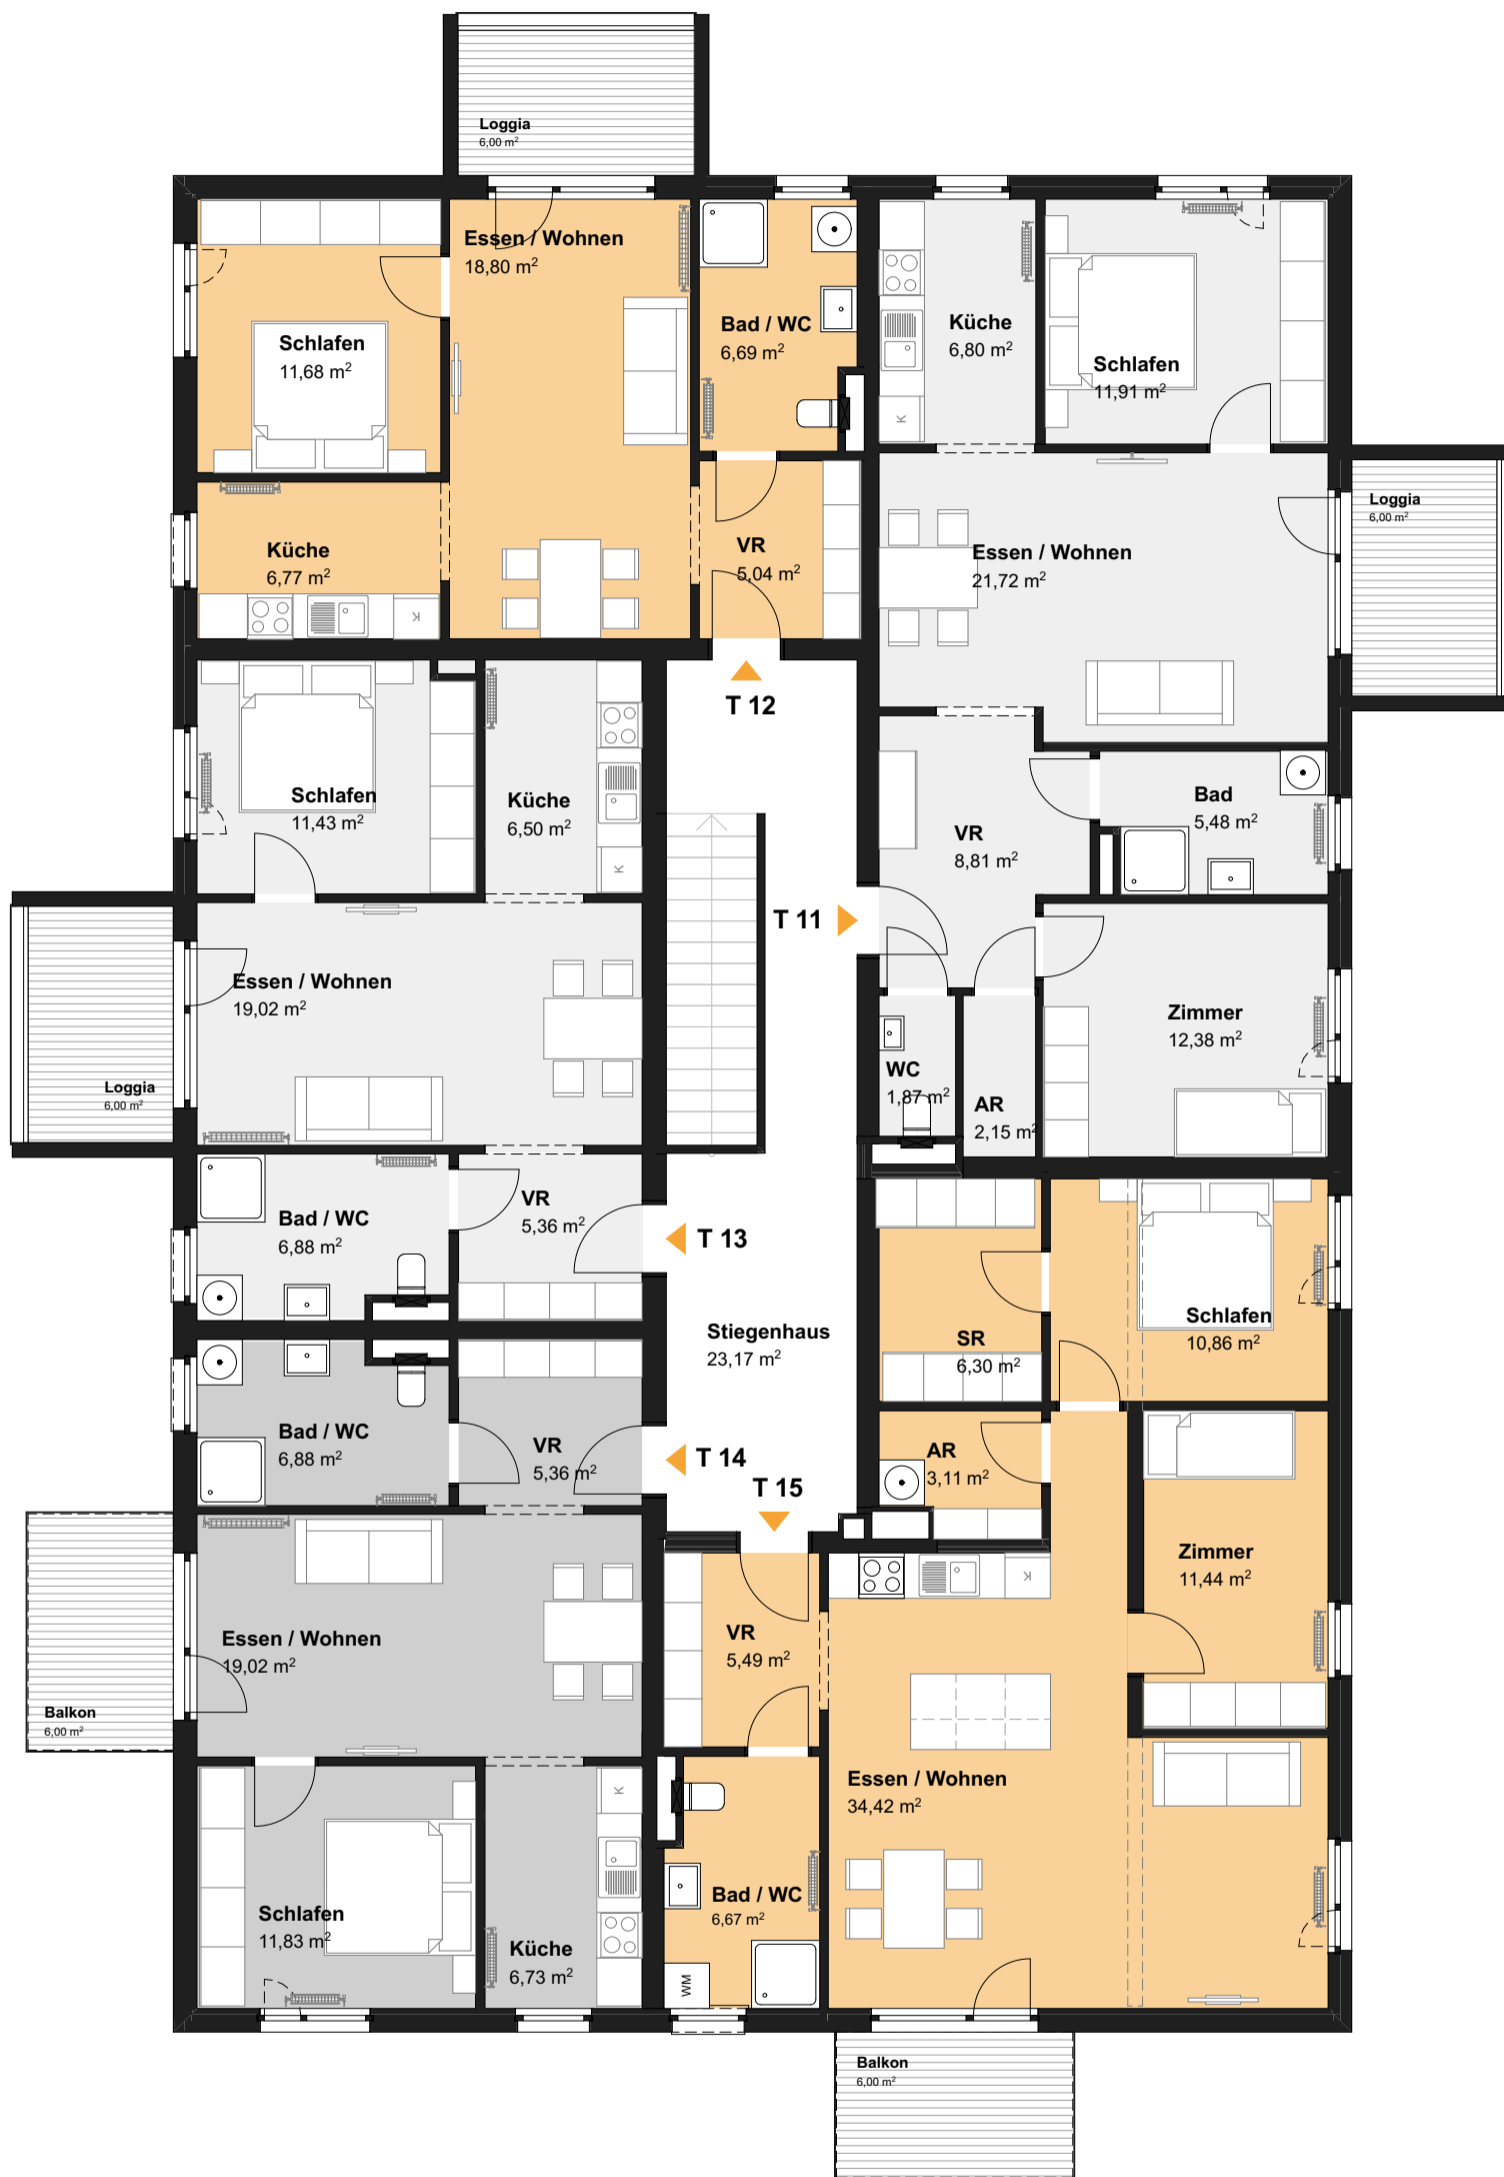 Loggia
6,00 m²
Essen / Wohnen
18,80 m²
Schlafen
11,68 m²
Bad / WC
6,69 m²
Küche
6,77 m²
K
VR
5,04 m²
T 12
Küche
6,80 m²
K
Schlafen
11,91 m²
Essen / Wohnen
21,72 m²
Loggia
6,00 m²
VR
8,81 m²
Bad
5,48 m²
T 11
WC
1,87 m²
AR
2,15 m²
Zimmer
12,38 m²
Schlafen
11,43 m²
Küche
6,50 m²
K
Essen / Wohnen
19,02 m²
Loggia
6,00 m²
Bad / WC
6,88 m²
VR
5,36 m²
T 13
Stiegenhaus
23,17 m²
Bad / WC
6,88 m²
VR
5,36 m²
T 14
Essen / Wohnen
19,02 m²
Balkon
6,00 m²
Schlafen
11,83 m²
Küche
6,73 m²
K
T 15
SR
6,30 m²
Schlafen
10,86 m²
AR
3,11 m²
Zimmer
11,44 m²
VR
5,49 m²
K
Essen / Wohnen
34,42 m²
Bad / WC
6,67 m²
WM
Balkon
6,00 m²